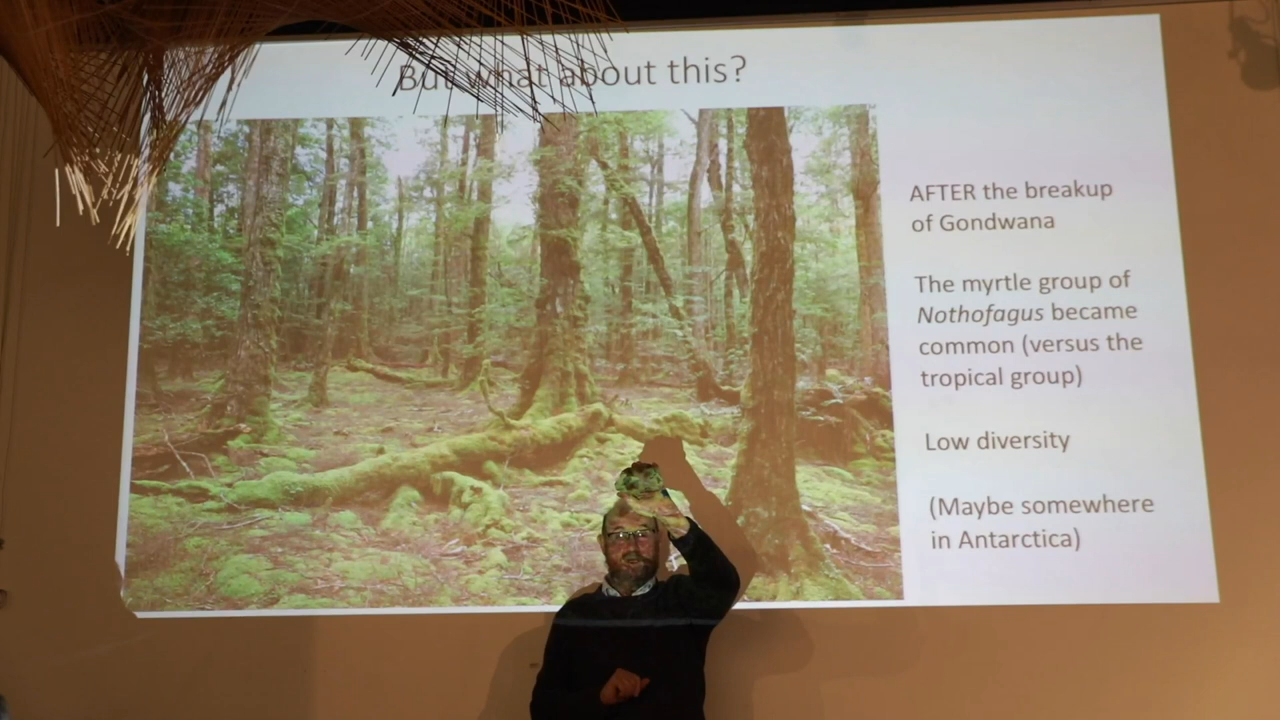 But what about this?
AFTER the breakup
of Gondwana
The myrtle group of
Nothofagus became
common (versus the
tropical group)
Low diversity
(Maybe somewhere
in Antarctica)